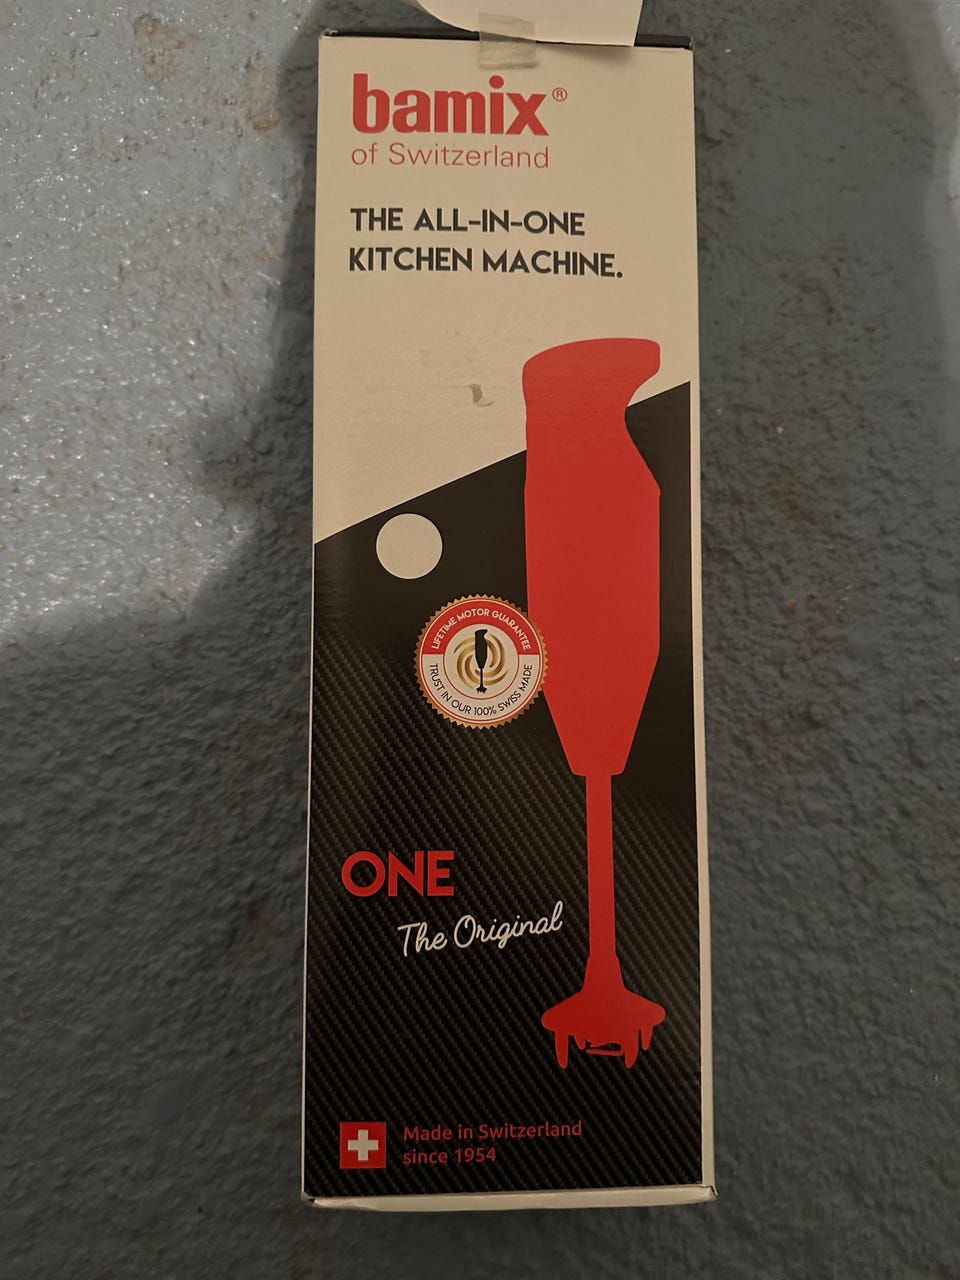 bamix®
of Switzerland
THE ALL-IN-ONE
KITCHEN MACHINE.
LIFETIME MOTOR GUARANTEE
TRUST IN OUR 100% SWISS MADE
ONE
The Original
Made in Switzerland
since 1954